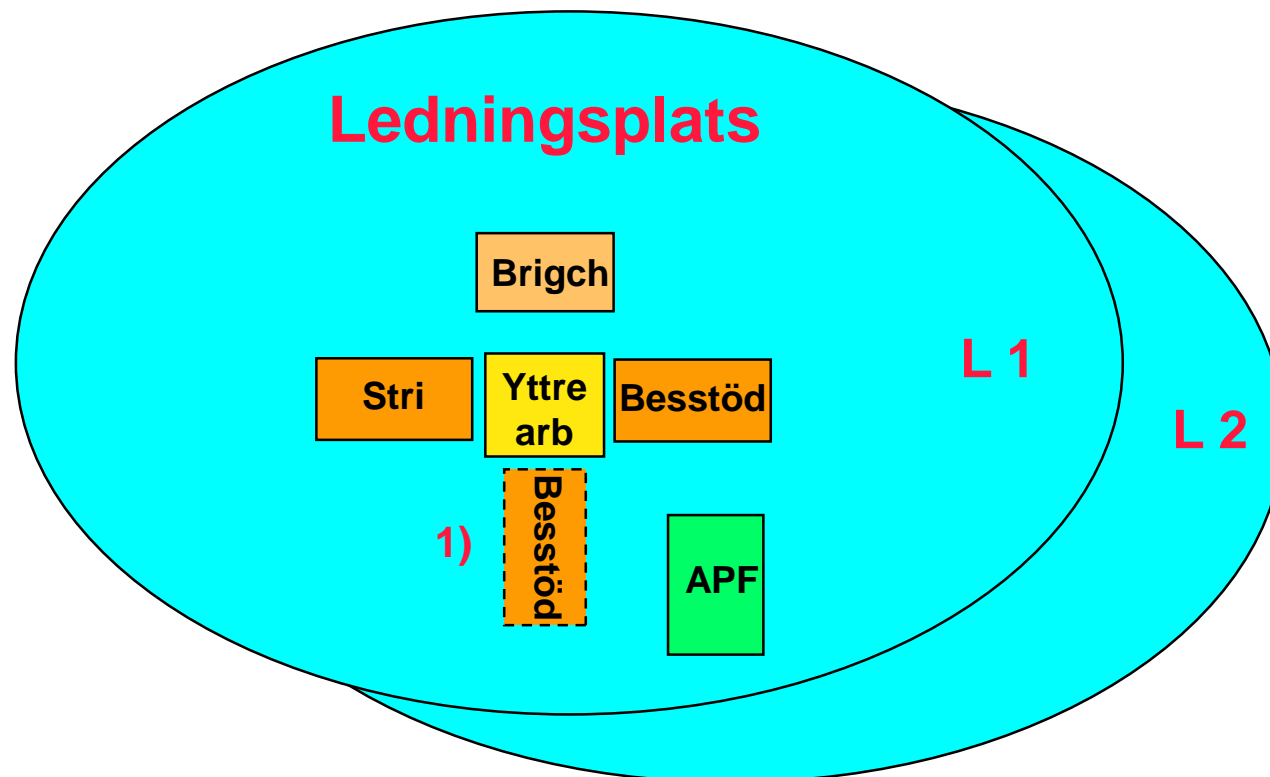 Ledningsplats
Brigch
L 1
Stri
Yttre
arb
Besstöd
L 2
1)
Besstöd
APF